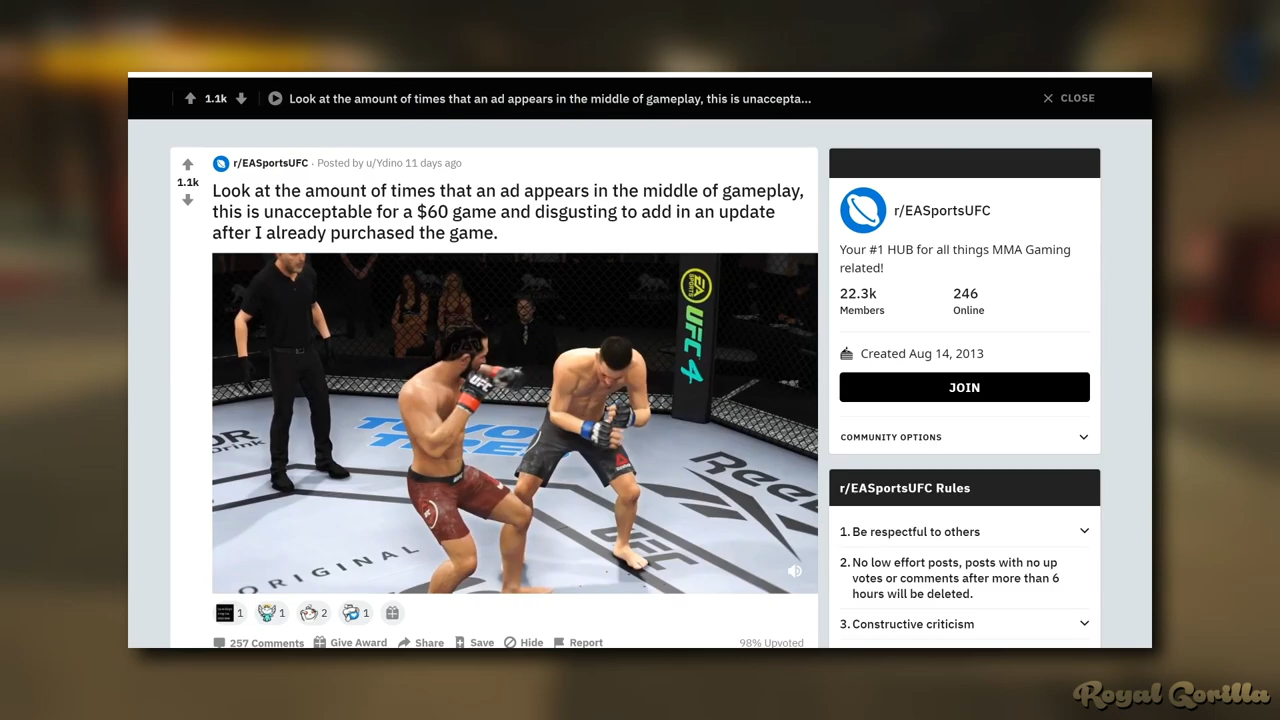 1.1k
Look at the amount of times that an ad appears in the middle of gameplay, this is unaccepta...
CLOSE
r/EASportsUFC · Posted by u/Ydino 11 days ago
1.1k
Look at the amount of times that an ad appears in the middle of gameplay,
this is unacceptable for a $60 game and disgusting to add in an update
after I already purchased the game.
EA
SPORTS
UFC 4
UFC
TOYO
TIRES
Reebok
UFC
ORIGINAL
1
1
2
1
257 Comments
Give Award
Share
Save
Hide
Report
98% Upvoted
r/EASportsUFC
Your #1 HUB for all things MMA Gaming
related!
22.3k
246
Members
Online
Created Aug 14, 2013
JOIN
COMMUNITY OPTIONS
r/EASportsUFC Rules
1. Be respectful to others
2. No low effort posts, posts with no up
votes or comments after more than 6
hours will be deleted.
3. Constructive criticism
Royal Gorilla